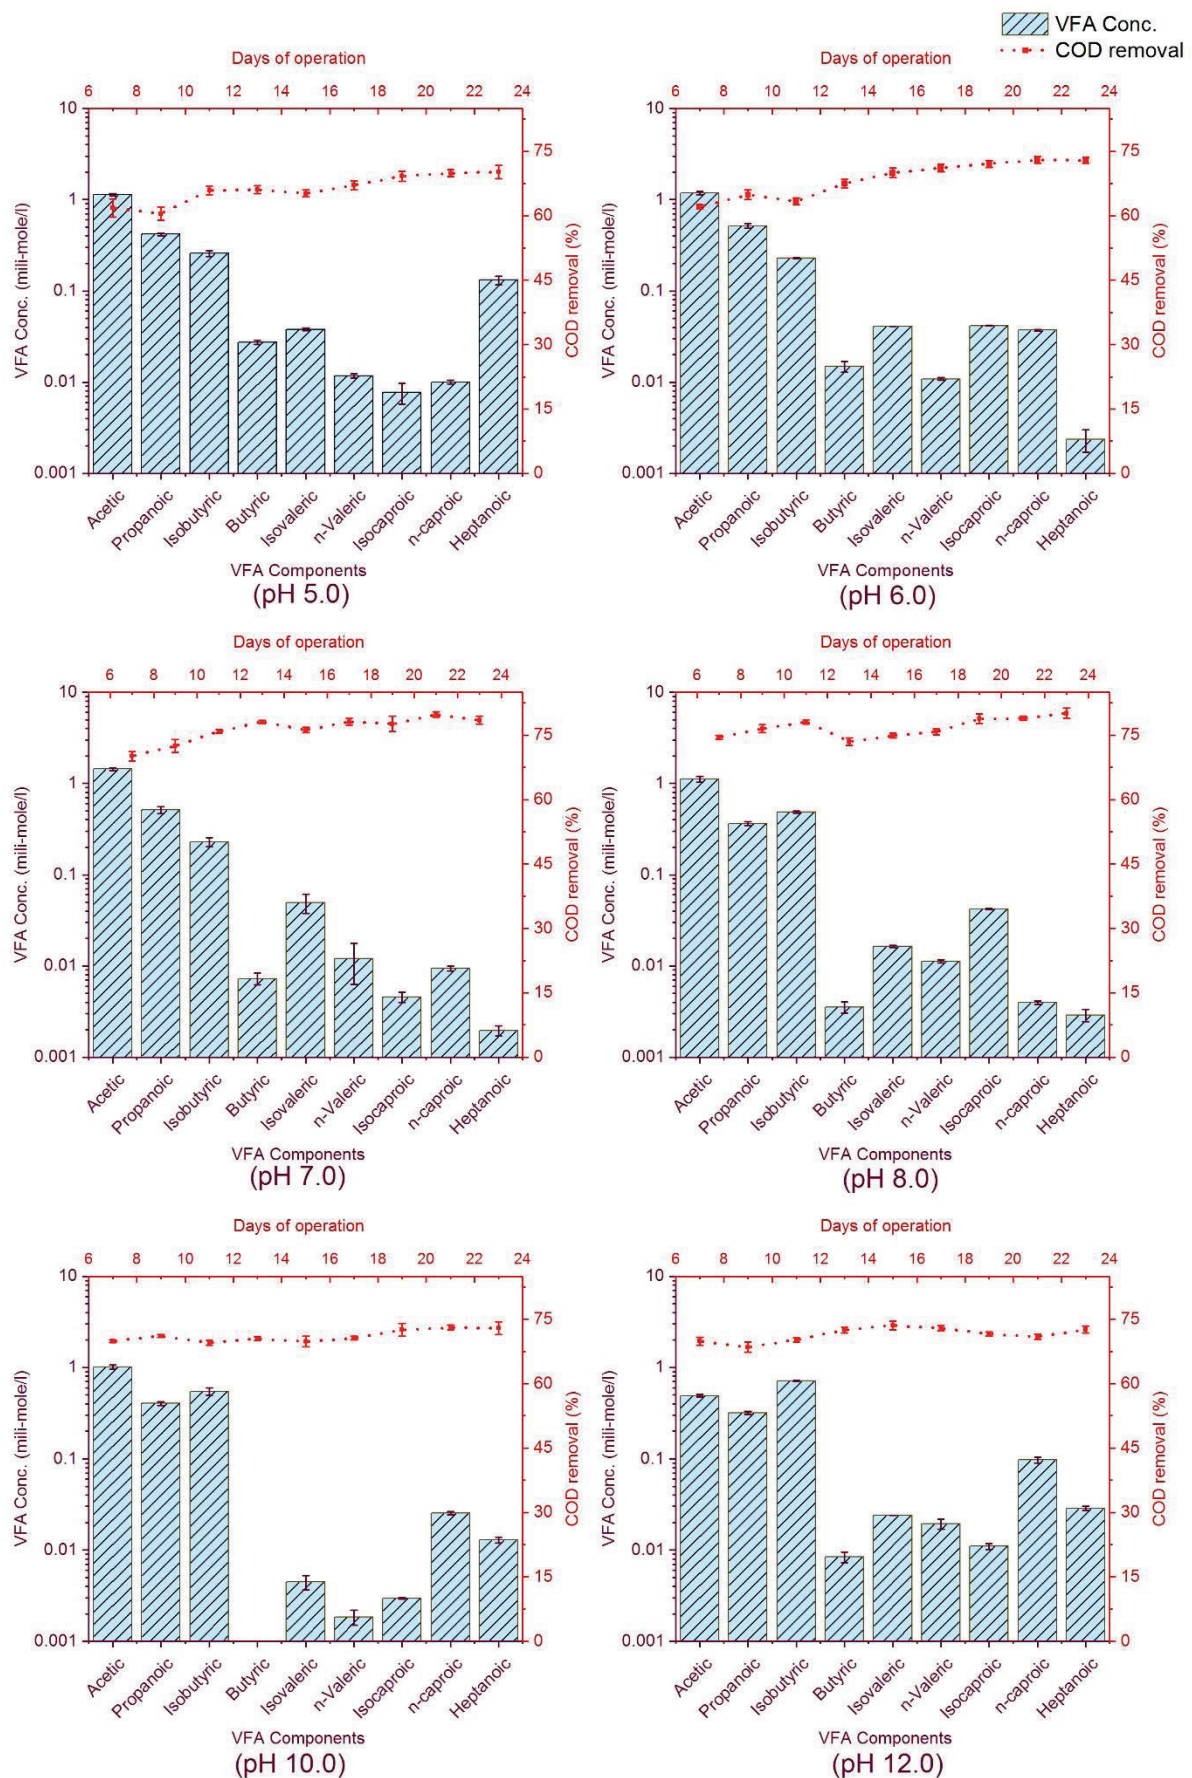 VFA Conc.
COD removal
Days of operation
6 8 10 12 14 16 18 20 22 24
10
1
0.1
0.01
0.001
VFA Conc. (mili-mole/l)
75
60
45
30
15
0
COD removal (%)
Acetic
Propanoic
Isobutyric
Butyric
Isovaleric
n-Valeric
Isocaproic
n-caproic
Heptanoic
VFA Components
(pH 5.0)
Days of operation
6 8 10 12 14 16 18 20 22 24
10
1
0.1
0.01
0.001
VFA Conc. (mili-mole/l)
75
60
45
30
15
0
COD removal (%)
Acetic
Propanoic
Isobutyric
Butyric
Isovaleric
n-Valeric
Isocaproic
n-caproic
Heptanoic
VFA Components
(pH 6.0)
Days of operation
6 8 10 12 14 16 18 20 22 24
10
1
0.1
0.01
0.001
VFA Conc. (mili-mole/l)
75
60
45
30
15
0
COD removal (%)
Acetic
Propanoic
Isobutyric
Butyric
Isovaleric
n-Valeric
Isocaproic
n-caproic
Heptanoic
VFA Components
(pH 7.0)
Days of operation
6 8 10 12 14 16 18 20 22 24
10
1
0.1
0.01
0.001
VFA Conc. (mili-mole/l)
75
60
45
30
15
0
COD removal (%)
Acetic
Propanoic
Isobutyric
Butyric
Isovaleric
n-Valeric
Isocaproic
n-caproic
Heptanoic
VFA Components
(pH 8.0)
Days of operation
6 8 10 12 14 16 18 20 22 24
10
1
0.1
0.01
0.001
VFA Conc. (mili-mole/l)
75
60
45
30
15
0
COD removal (%)
Acetic
Propanoic
Isobutyric
Butyric
Isovaleric
n-Valeric
Isocaproic
n-caproic
Heptanoic
VFA Components
(pH 10.0)
Days of operation
6 8 10 12 14 16 18 20 22 24
10
1
0.1
0.01
0.001
VFA Conc. (mili-mole/l)
75
60
45
30
15
0
COD removal (%)
Acetic
Propanoic
Isobutyric
Butyric
Isovaleric
n-Valeric
Isocaproic
n-caproic
Heptanoic
VFA Components
(pH 12.0)